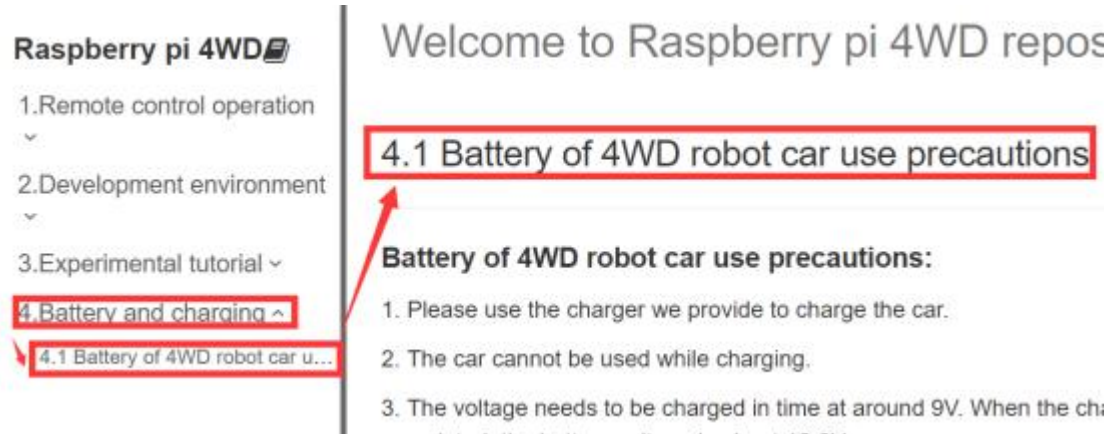 Raspberry pi 4WD
1.Remote control operation
2.Development environment
3.Experimental tutorial
4.Battery and charging
4.1 Battery of 4WD robot car u...
Welcome to Raspberry pi 4WD repos
4.1 Battery of 4WD robot car use precautions
Battery of 4WD robot car use precautions:
1. Please use the charger we provide to charge the car.
2. The car cannot be used while charging.
3. The voltage needs to be charged in time at around 9V. When the cha